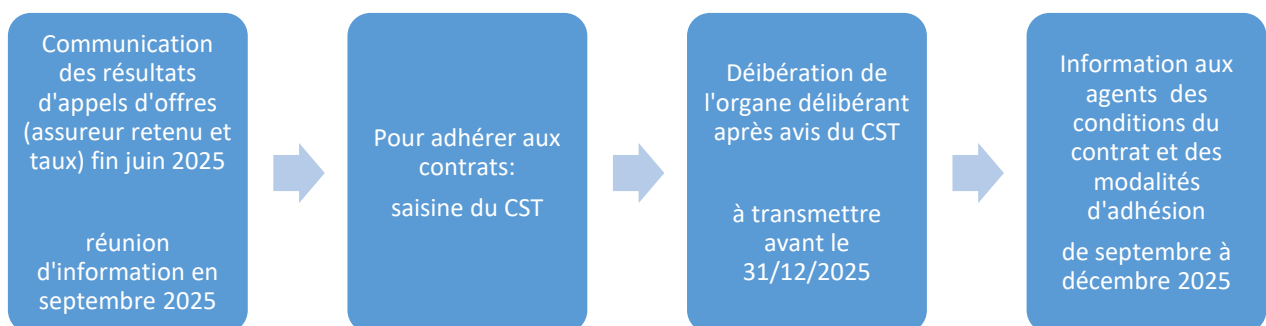 Communication
des résultats
d'appels d'offres
(assureur retenu et
taux) fin juin 2025
réunion
d'information en
septembre 2025
Pour adhérer aux
contrats:
saisine du CST
Déibération de
l'organe délibérant
après avis du CST
à transmettre
avant le
31/12/2025
Information aux
agents des
conditions du
contrat et des
modalités
d'adhésion
de septembre à
décembre 2025